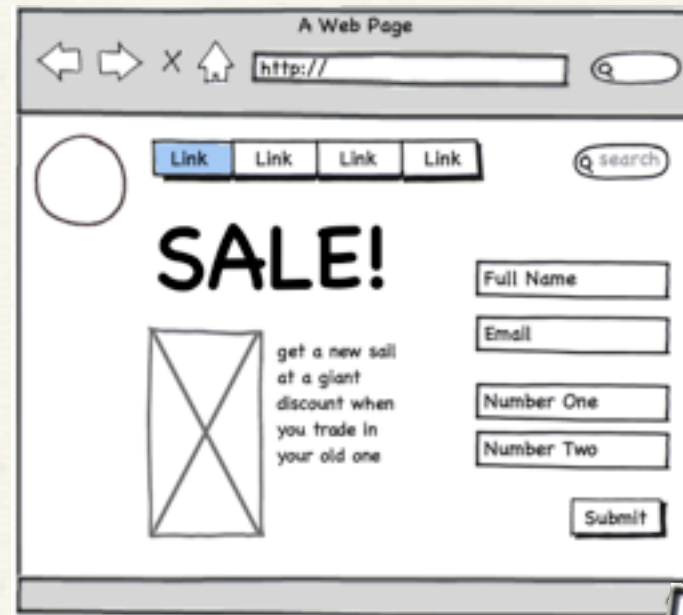 A Web Page
http://
Link Link Link Link
search
SALE!
get a new sail
at a giant
discount when
you trade in
your old one
Full Name
Email
Number One
Number Two
Submit